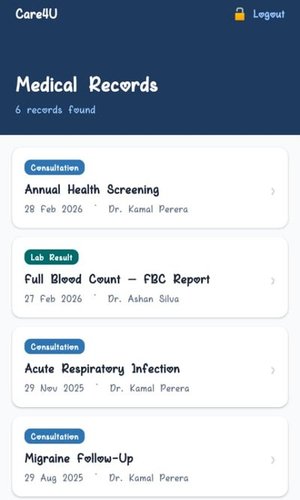 Care4U
Logout
Medical Records
6 records found
Consultation
Annual Health Screening
28 Feb 2026 · Dr. Kamal Perera
Lab Result
Full Blood Count — FBC Report
27 Feb 2026 · Dr. Ashan Silva
Consultation
Acute Respiratory Infection
29 Nov 2025 · Dr. Kamal Perera
Consultation
Migraine Follow-Up
29 Aug 2025 · Dr. Kamal Perera